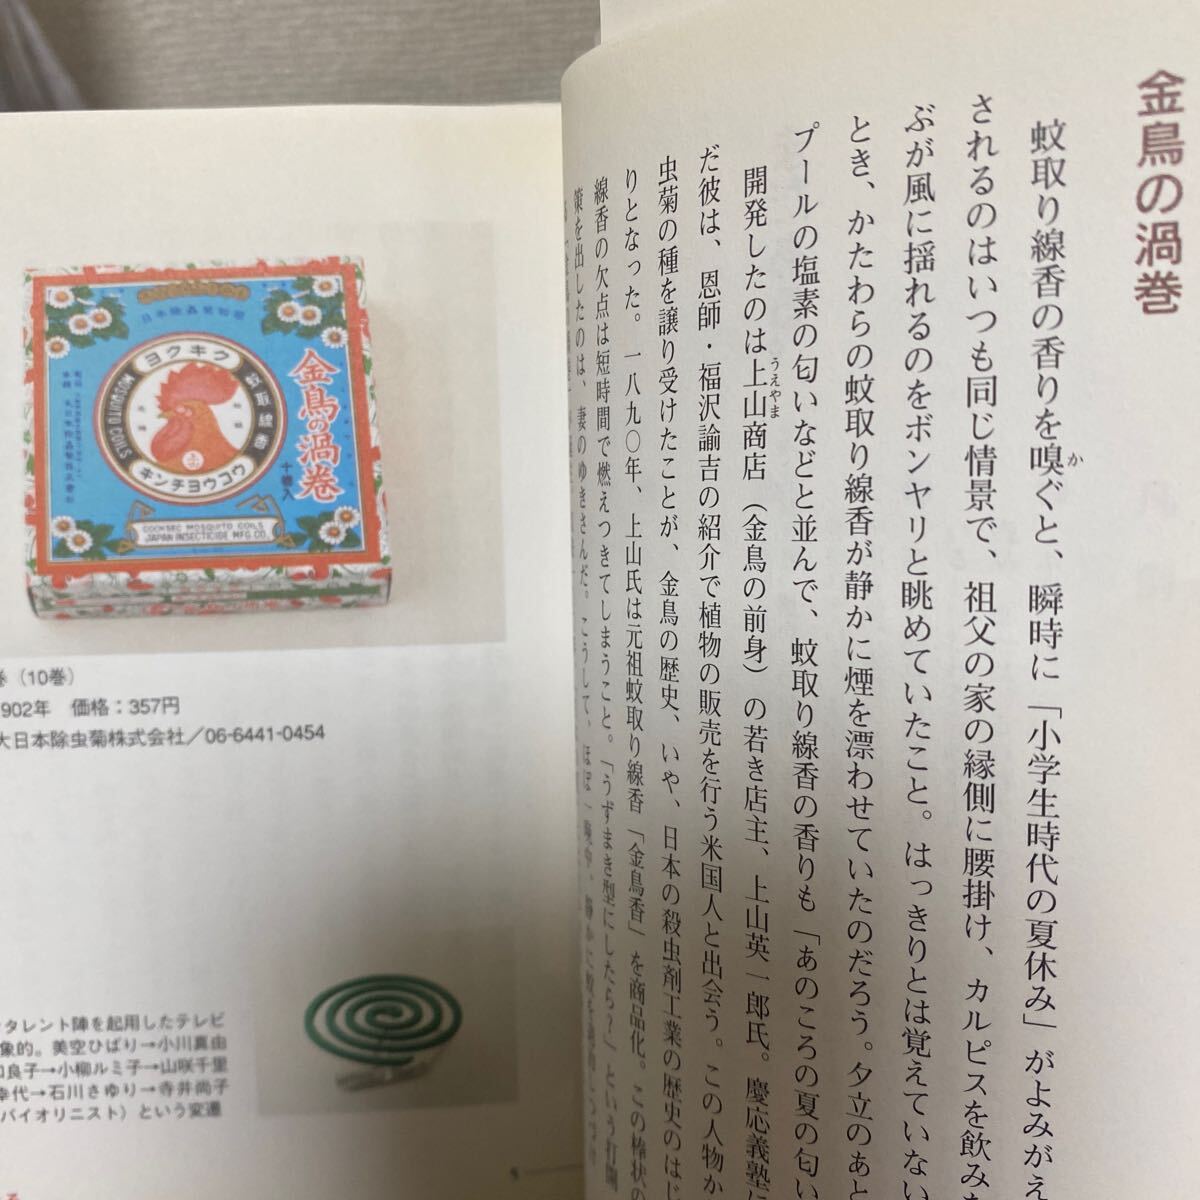 金鳥の渦巻
蚊取り線香の香りを嗅ぐと、瞬時に「小学生時代の夏休み」がよみがえ
か
されるのはいつも同じ情景で、祖父の家の縁側に腰掛け、カルピスを飲み
ぶが風に揺れるのをボンヤリと眺めていたこと。はっきりとは覚えていない
とき、かたわらの蚊取り線香が静かに煙を漂わせていたのだろう。夕立のあと
プールの塩素の匂いなどと並んで、蚊取り線香の香りも「あのころの夏の匂い
開発したのは上山商店(金鳥の前身)の若き店主、上山英一郎氏。慶応義塾に
うえやま
だ彼は、恩師・福沢諭吉の紹介で植物の販売を行う米国人と出会う。この人物か
虫菊の種を譲り受けたことが、金鳥の歴史、いや、日本の殺虫剤工業の歴史のはじ
りとなった。一八九〇年、上山氏は元祖蚊取り線香「金鳥香」を商品化。この棒状の
線香の欠点は短時間で燃えつきてしまうこと。「うずまき型にしたら?」という打開
策を出したのは、妻のゆきさんだ。こうして、ほぼ一晩中、静かに蚊を
日本除蟲菊
ヨクキウキ
蚊取線香
MOSQUITO COILS
キンチヨウコウ
金鳥の渦巻
十巻入
MOSQUITO COILS
JAPAN INSECTICIDE MFG.CO.
巻(10巻)
902年 価格:357円
大日本除虫菊株式会社/06-6441-0454
タレント陣を起用したテレビ
象的。美空ひばり→小川真由
和良子→小柳ルミ子→山咲千里
幸代→石川さゆり→寺井尚子
バイオリニスト)という変遷
5